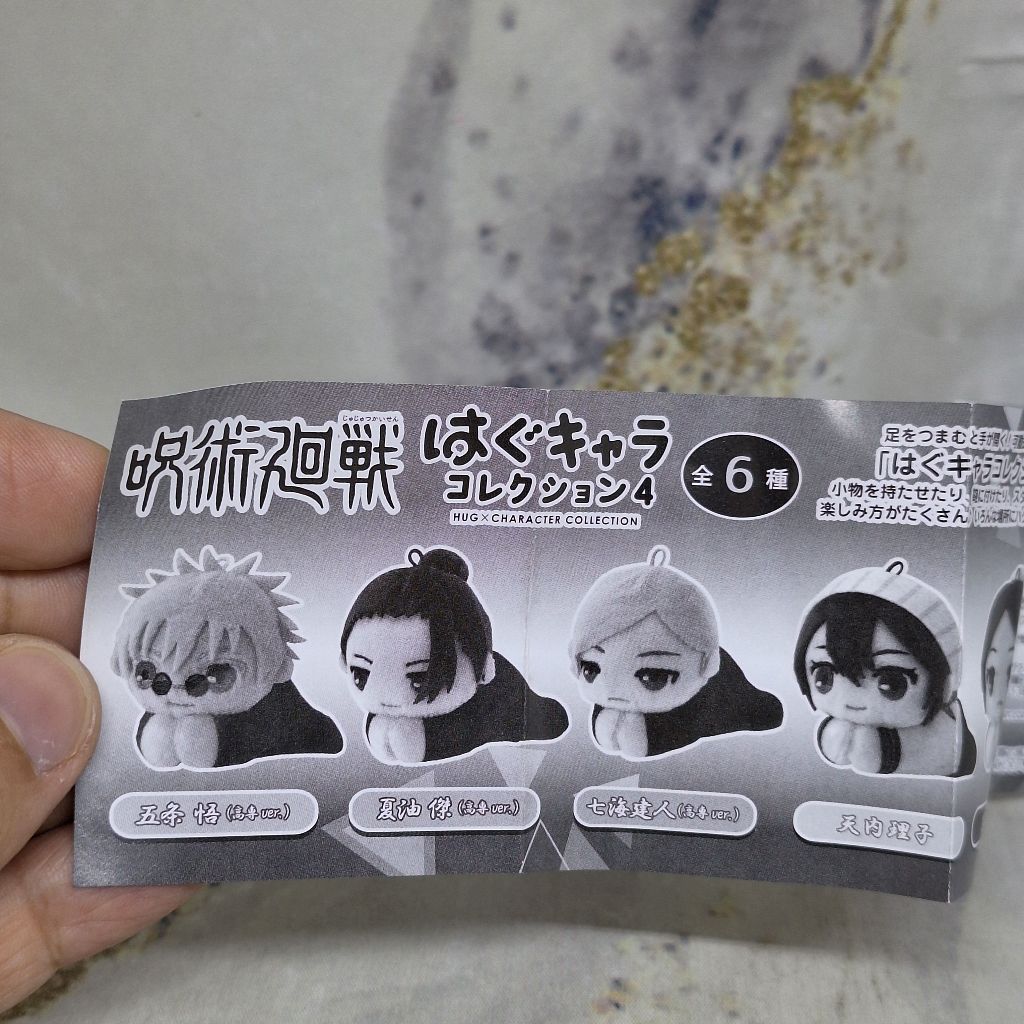 じゅじゅつかいせん
呪術廻戦
はぐキャラ
コレクション4
HUG×CHARACTER COLLECTION
全6種
足をつまむと手が開く!可動
「はぐキャラコレク
小物を持たせたり、
楽しみ方がたくさん
五条 悟(高専ver.)
夏油 傑(高専ver.)
七海建人(高専ver.)
天内理子